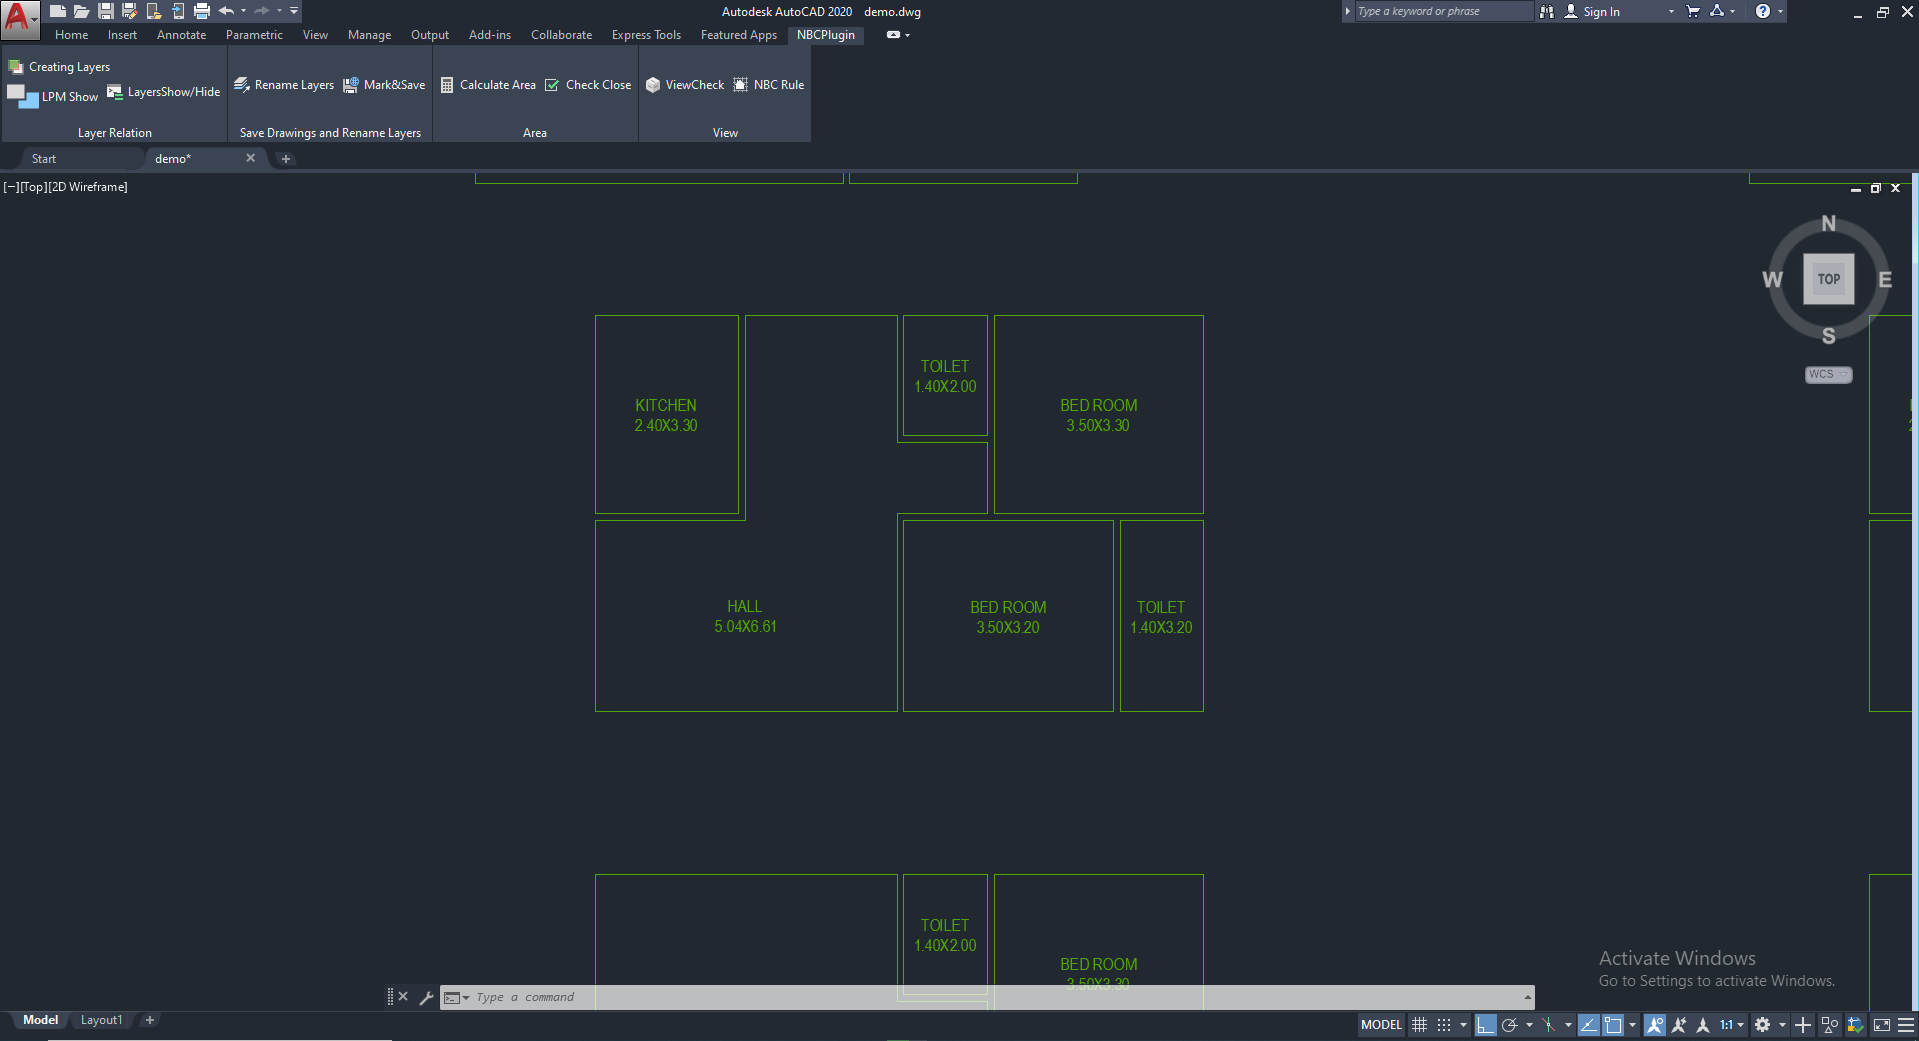 Autodesk AutoCAD 2020 demo.dwg
Type a keyword or phrase
Sign In
Home Insert Annotate Parametric View Manage Output Add-ins Collaborate Express Tools Featured Apps NBCPlugin
Creating Layers
LPM Show
LayersShow/Hide
Rename Layers
Mark&Save
Calculate Area
Check Close
ViewCheck
NBC Rule
Layer Relation
Save Drawings and Rename Layers
Area
View
Start
demo*
[−][Top][2D Wireframe]
N
W
TOP
E
S
WCS
TOILET
1.40X2.00
KITCHEN
2.40X3.30
BED ROOM
3.50X3.30
HALL
5.04X6.61
BED ROOM
3.50X3.20
TOILET
1.40X3.20
TOILET
1.40X2.00
BED ROOM
3.50X3.30
Activate Windows
Go to Settings to activate Windows.
Type a command
Model
Layout1
MODEL
1:1